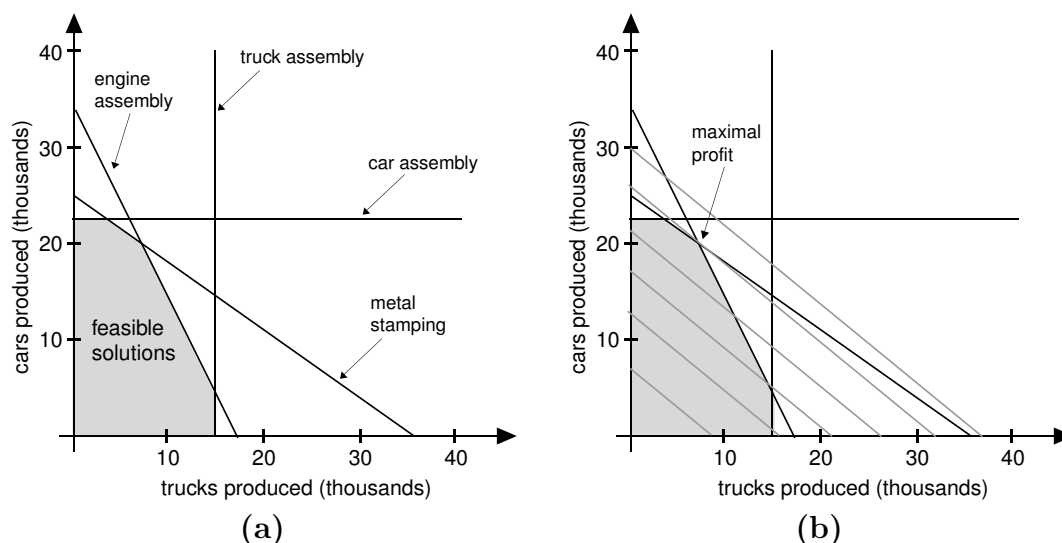 40
30
20
10
cars produced (thousands)
engine
assembly
truck assembly
car assembly
metal
stamping
feasible
solutions
10 20 30 40
trucks produced (thousands)
(a)
40
30
20
10
cars produced (thousands)
maximal
profit
10 20 30 40
trucks produced (thousands)
(b)